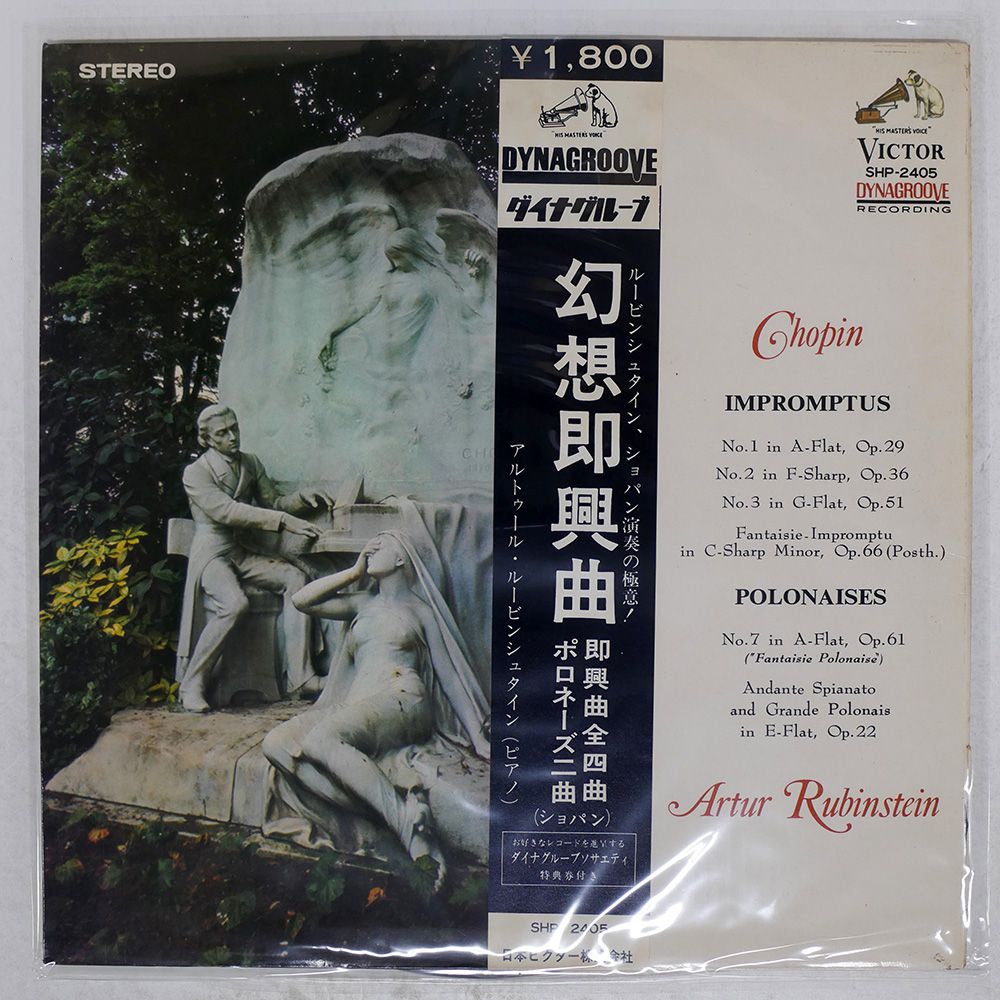 STEREO
CHO
¥1,800
"HIS MASTER'S VOICE"
DYNAGROOVE
ダイナグルーブ
ルービンシュタイン、ショパン演奏の極意!
幻想即興曲
即興曲全四曲
ポロネーズ二曲
(ショパン)
アルトゥール・ルービンシュタイン(ピアノ)
お好きなレコードを進呈する
ダイナグルーブソサエティ
特典券付き
SHP-2405
日本ビクター株式会社
"HIS MASTER'S VOICE"
VICTOR
SHP-2405
DYNAGROOVE
RECORDING
Chopin
IMPROMPTUS
No.1 in A-Flat, Op.29
No.2 in F-Sharp, Op.36
No.3 in G-Flat, Op.51
Fantaisie-Impromptu
in C-Sharp Minor, Op.66(Posth.)
POLONAISES
No.7 in A-Flat, Op.61
("Fantaisie Polonaise")
Andante Spianato
and Grande Polonais
in E-Flat, Op.22
Artur Rubinstein